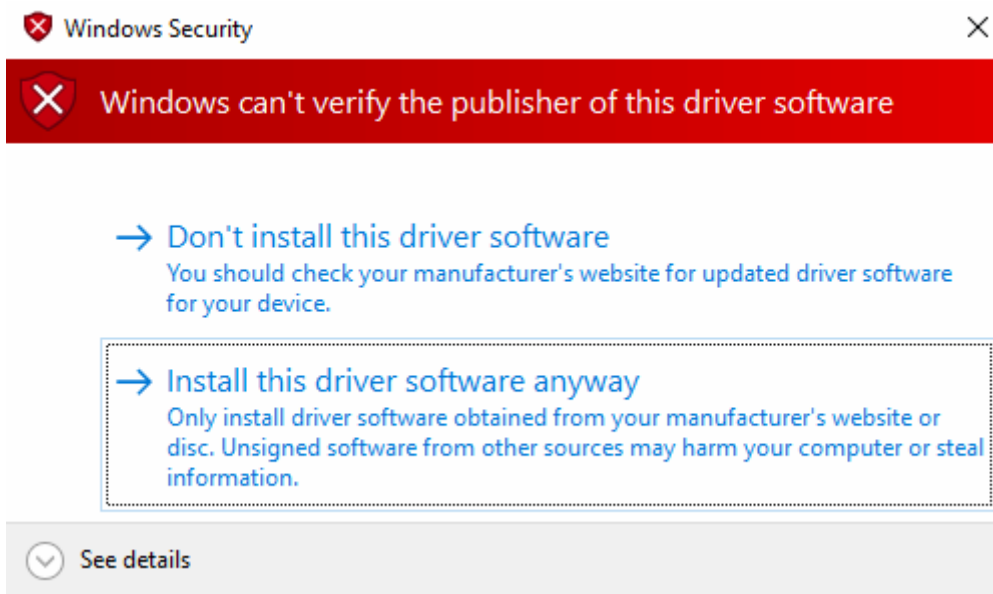 Windows Security
Windows can't verify the publisher of this driver software
Don't install this driver software
You should check your manufacturer's website for updated driver software
for your device.
Install this driver software anyway
Only install driver software obtained from your manufacturer's website or
disc. Unsigned software from other sources may harm your computer or steal
information.
See details